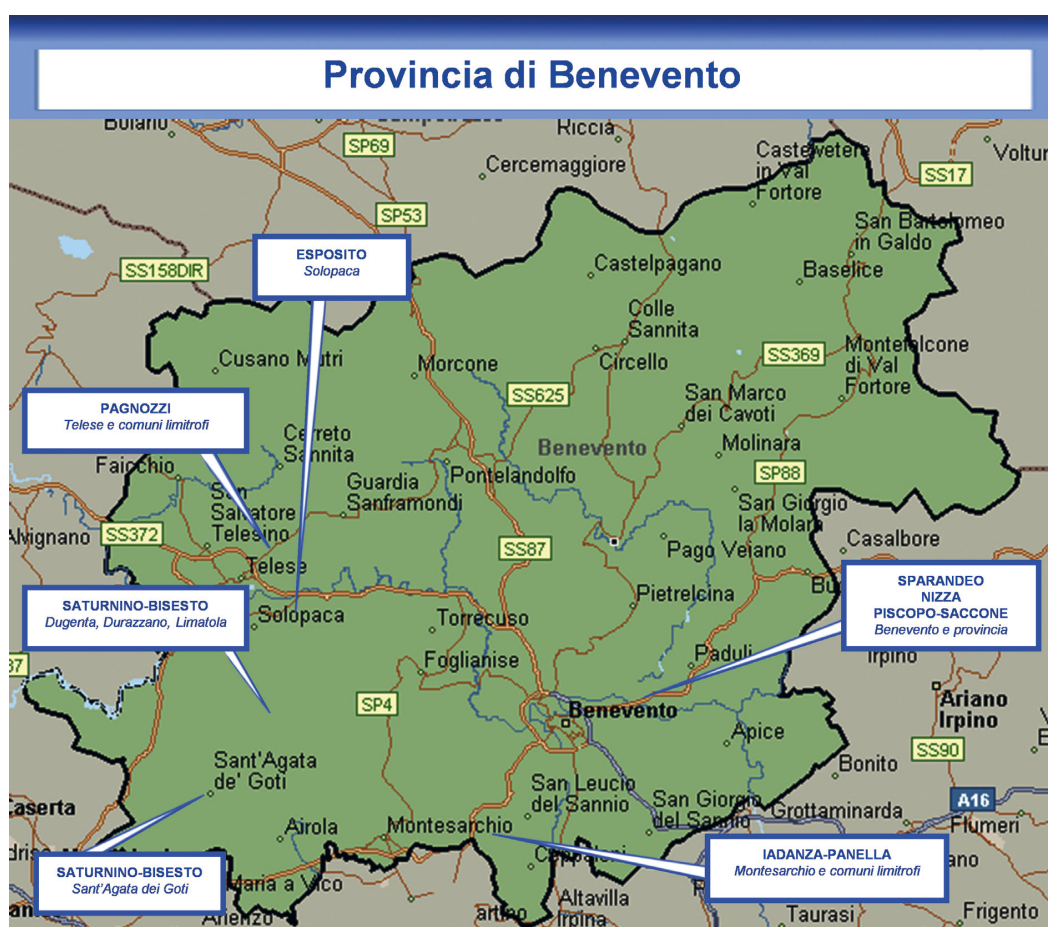 Provincia di Benevento
Riccia
SP69
Cercemaggiore
Castelvetere
in Val
Fortore
SS17
SP53
San Bartolomeo
in Galdo
ESPOSITO
Solopaca
SS158DIR
Castelpagano
Baselice
Colle
Sannita
Cusano Mutri
Morcone
Circello
SS369
Montefalcone
di Val
Fortore
SS625
San Marco
dei Cavoti
PAGNOZZI
Telese e comuni limitrofi
Cerreto
Sannita
Benevento
Molinara
Faicchio
Pontelandolfo
SP88
Guardia
Sanframondi
San
Salvatore
Telesino
San Giorgio
la Molara
Alvignano
SS372
SS87
Pago Veiano
Casalbore
Telese
SATURNINO-BISESTO
Dugenta, Durazzano, Limatola
Solopaca
Pietrelcina
SPARANDEO
NIZZA
PISCOPO-SACCONE
Benevento e provincia
Torrecuso
Foglianise
Paduli
Irpino
SP4
Benevento
Ariano
Irpino
Apice
SS90
Sant'Agata
de' Goti
Bonito
San Leucio
del Sannio
San Giorgio
del Sannio
A16
Caserta
Grottaminarda
Flumeri
Airola
Montesarchio
SATURNINO-BISESTO
Sant'Agata dei Goti
Ceppaloni
IADANZA-PANELLA
Montesarchio e comuni limitrofi
Maria a Vico
Altavilla
Irpina
Arienzo
Taurasi
Frigento